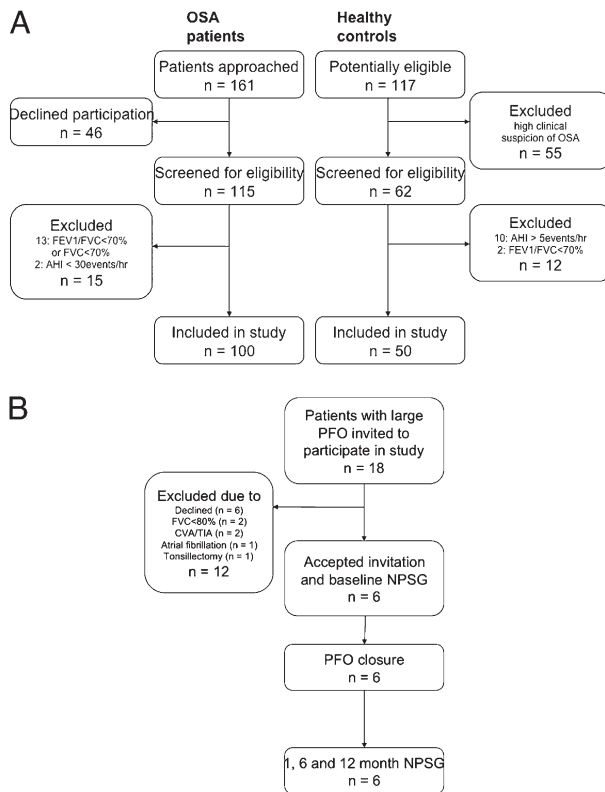 A
OSA
patients
Healthy
controls
Patients approached
n = 161
Potentially eligible
n = 117
Declined participation
n = 46
Excluded
high clinical
suspicion of OSA
n = 55
Screened for eligibility
n = 115
Screened for eligibility
n = 62
Excluded
13: FEV1/FVC<70%
or FVC<70%
2: AHI < 30events/hr
n = 15
Excluded
10: AHI > 5events/hr
2: FEV1/FVC<70%
n = 12
Included in study
n = 100
Included in study
n = 50
B
Patients with large
PFO invited to
participate in study
n = 18
Excluded due to
Declined (n = 6)
FVC<80% (n = 2)
CVA/TIA (n = 2)
Atrial fibrillation (n = 1)
Tonsillectomy (n = 1)
n = 12
Accepted invitation
and baseline NPSG
n = 6
PFO closure
n = 6
1, 6 and 12 month NPSG
n = 6